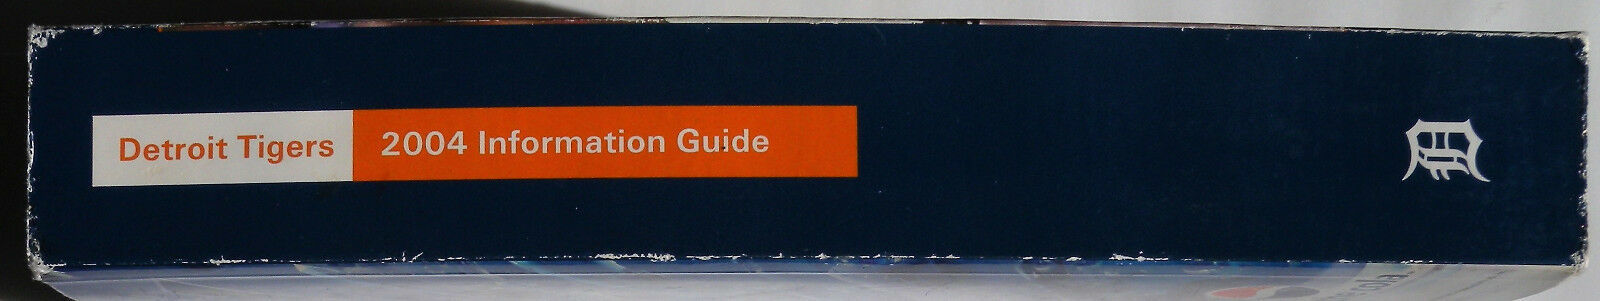 Detroit Tigers 2004 Information Guide
D